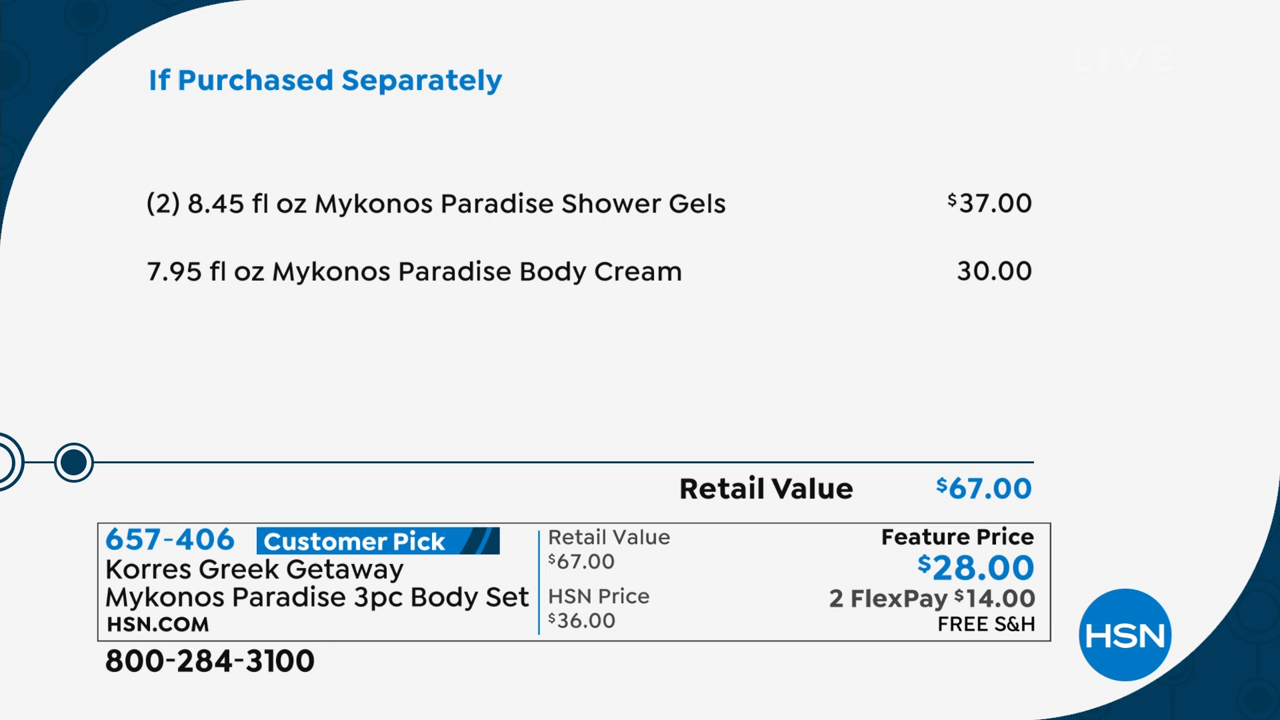 LIVE
If Purchased Separately
(2) 8.45 fl oz Mykonos Paradise Shower Gels $37.00
7.95 fl oz Mykonos Paradise Body Cream 30.00
Retail Value $67.00
657-406 Customer Pick
Korres Greek Getaway
Mykonos Paradise 3pc Body Set
HSN.COM
Retail Value
$67.00
HSN Price
$36.00
Feature Price
$28.00
2 FlexPay $14.00
FREE S&H
800-284-3100
HSN